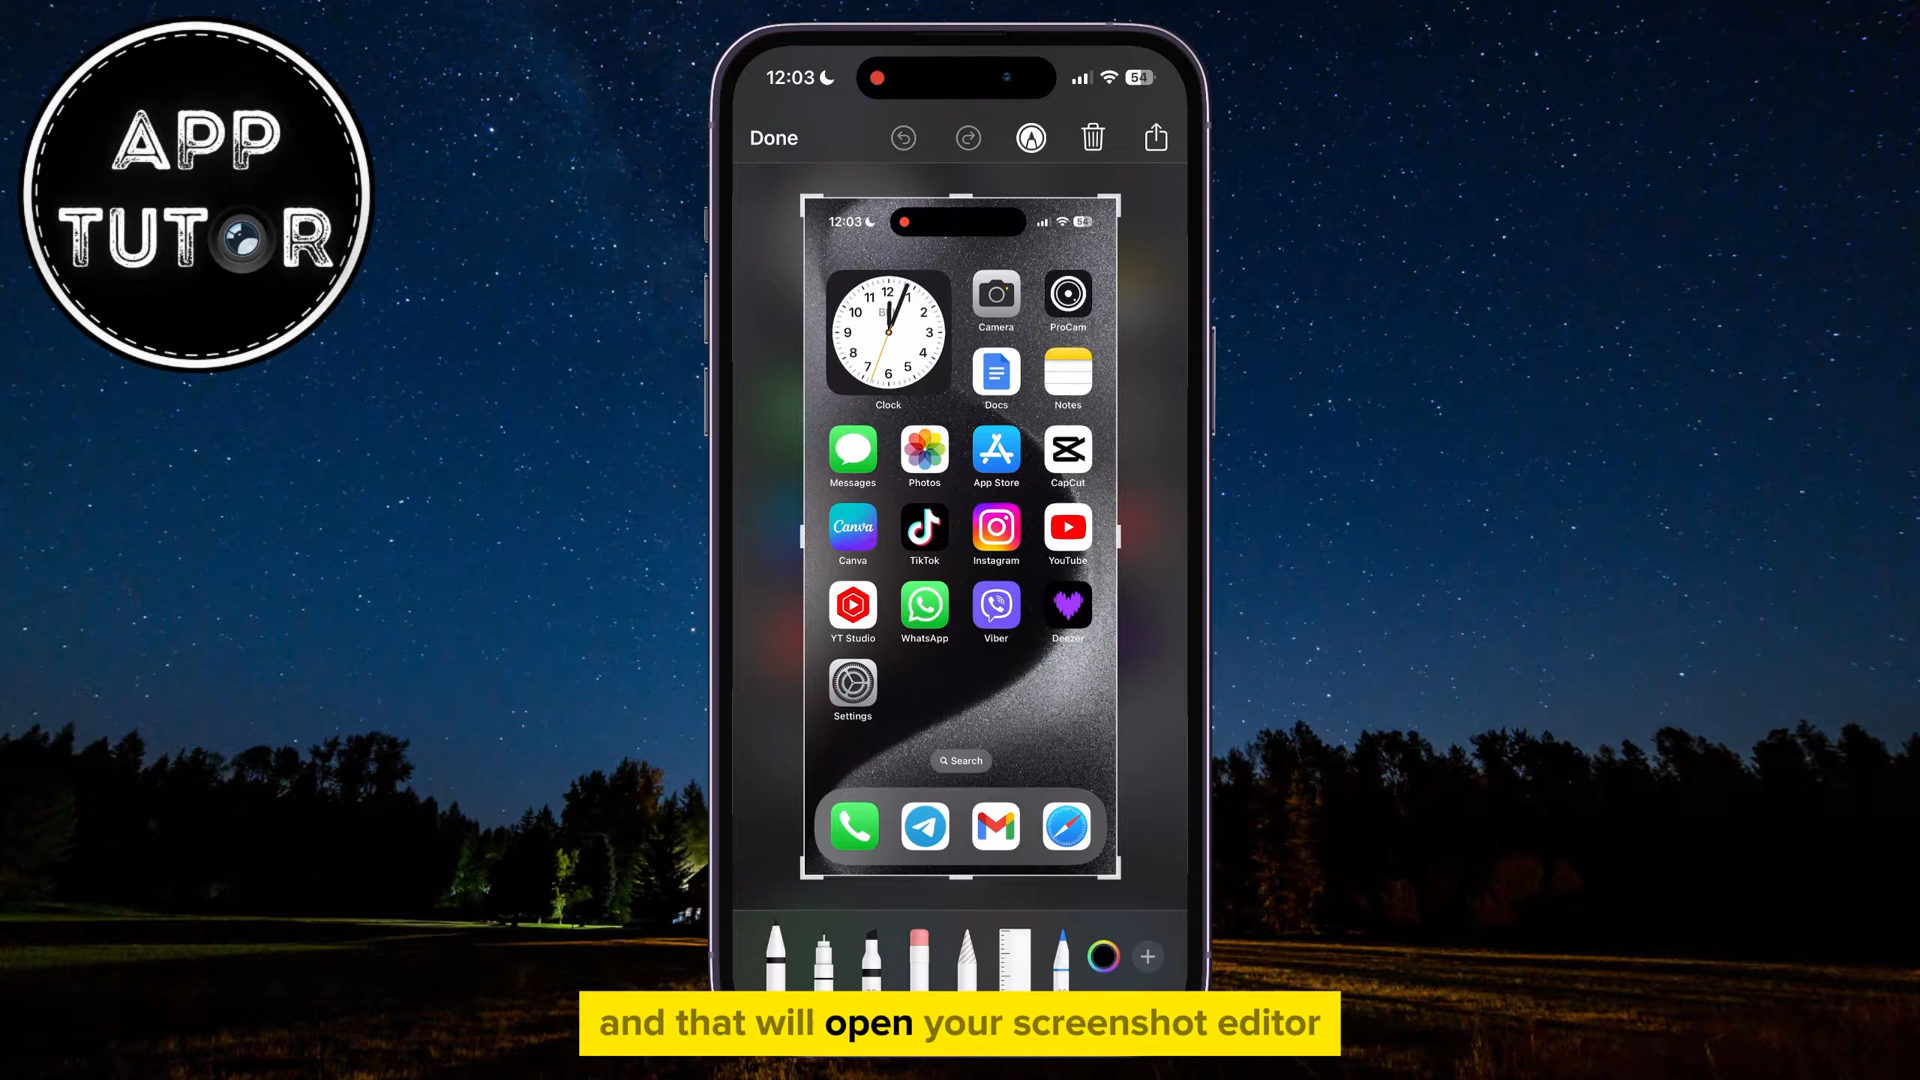 APP
TUTOR
12:03
54
Done
12:03
54
12
11
1
10
B
2
9
3
8
4
7
5
6
Clock
Camera
ProCam
Docs
Notes
Messages
Photos
App Store
CapCut
Canva
Canva
TikTok
Instagram
YouTube
YT Studio
WhatsApp
Viber
Deezer
Settings
Search
and that will open your screenshot editor